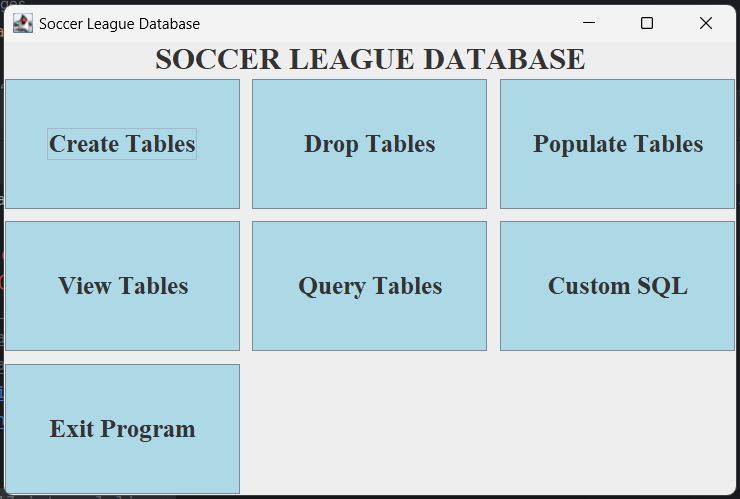 Soccer League Database
SOCCER LEAGUE DATABASE
Create Tables Drop Tables Populate Tables
View Tables Query Tables Custom SQL
Exit Program